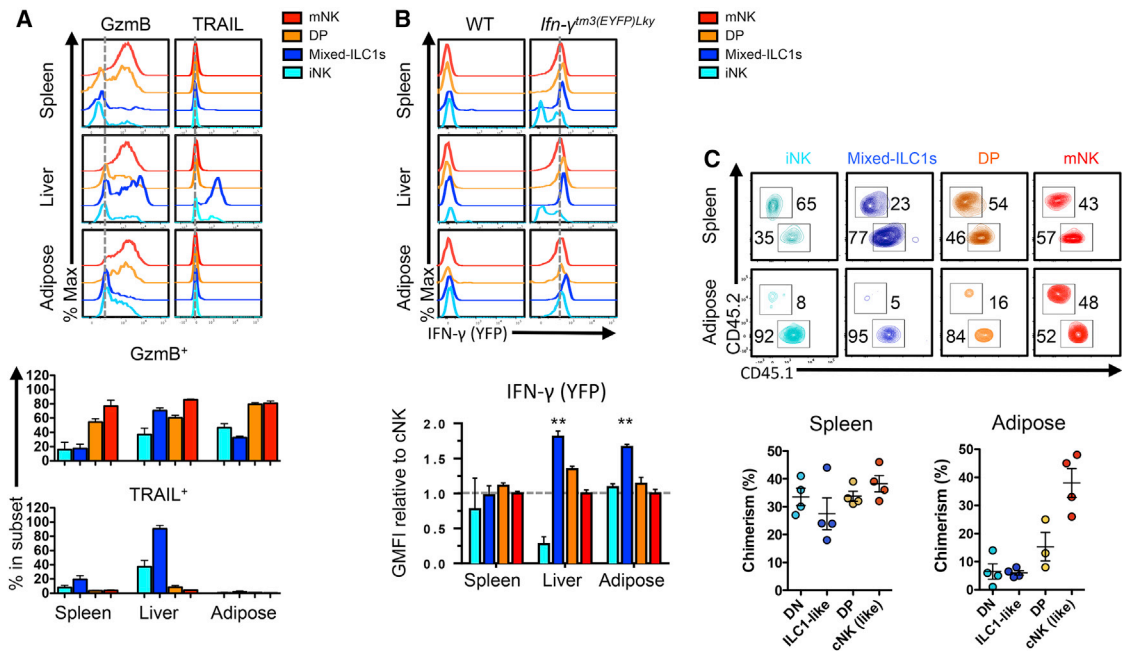 A
GzmB
TRAIL
mNK
DP
Mixed-ILC1s
iNK
Spleen
Liver
Adipose
% Max
B
WT
Ifn-γtm3(EYFP)Lky
mNK
DP
Mixed-ILC1s
iNK
Spleen
Liver
Adipose
% Max
IFN-γ (YFP)
C
iNK
Mixed-ILC1s
DP
mNK
Spleen
65
23
54
43
35
77
46
57
Adipose
8
5
16
48
92
95
84
52
CD45.2
CD45.1
GzmB+
120
100
80
60
40
20
0
TRAIL+
120
100
80
60
40
20
0
% in subset
Spleen
Liver
Adipose
IFN-γ (YFP)
GMFI relative to cNK
2.0
1.5
1.0
0.5
0.0
**
**
Spleen
Liver
Adipose
Spleen
Chimerism (%)
50
40
30
20
10
0
DN
ILC1-like
DP
cNK (like)
Adipose
Chimerism (%)
50
40
30
20
10
0
DN
ILC1-like
DP
cNK (like)